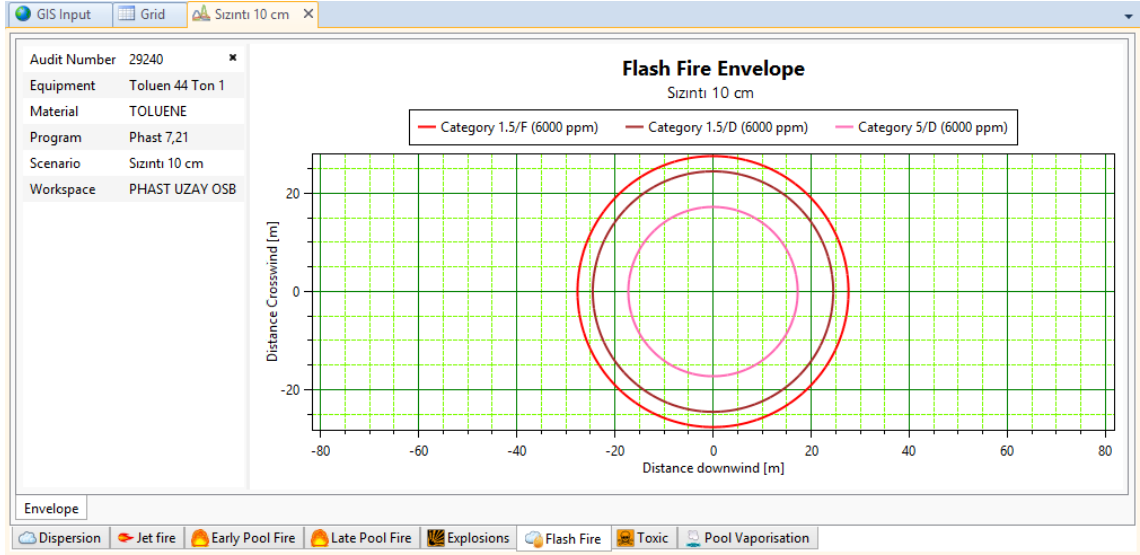 GIS Input Grid Sızıntı 10 cm
Audit Number 29240
Equipment Toluen 44 Ton 1
Material TOLUENE
Program Phast 7,21
Scenario Sızıntı 10 cm
Workspace PHAST UZAY OSB
Flash Fire Envelope
Sızıntı 10 cm
Category 1.5/F (6000 ppm) Category 1.5/D (6000 ppm) Category 5/D (6000 ppm)
Distance Crosswind [m]
20
0
-20
-80 -60 -40 -20 0 20 40 60 80
Distance downwind [m]
Envelope
Dispersion Jet fire Early Pool Fire Late Pool Fire Explosions Flash Fire Toxic Pool Vaporisation